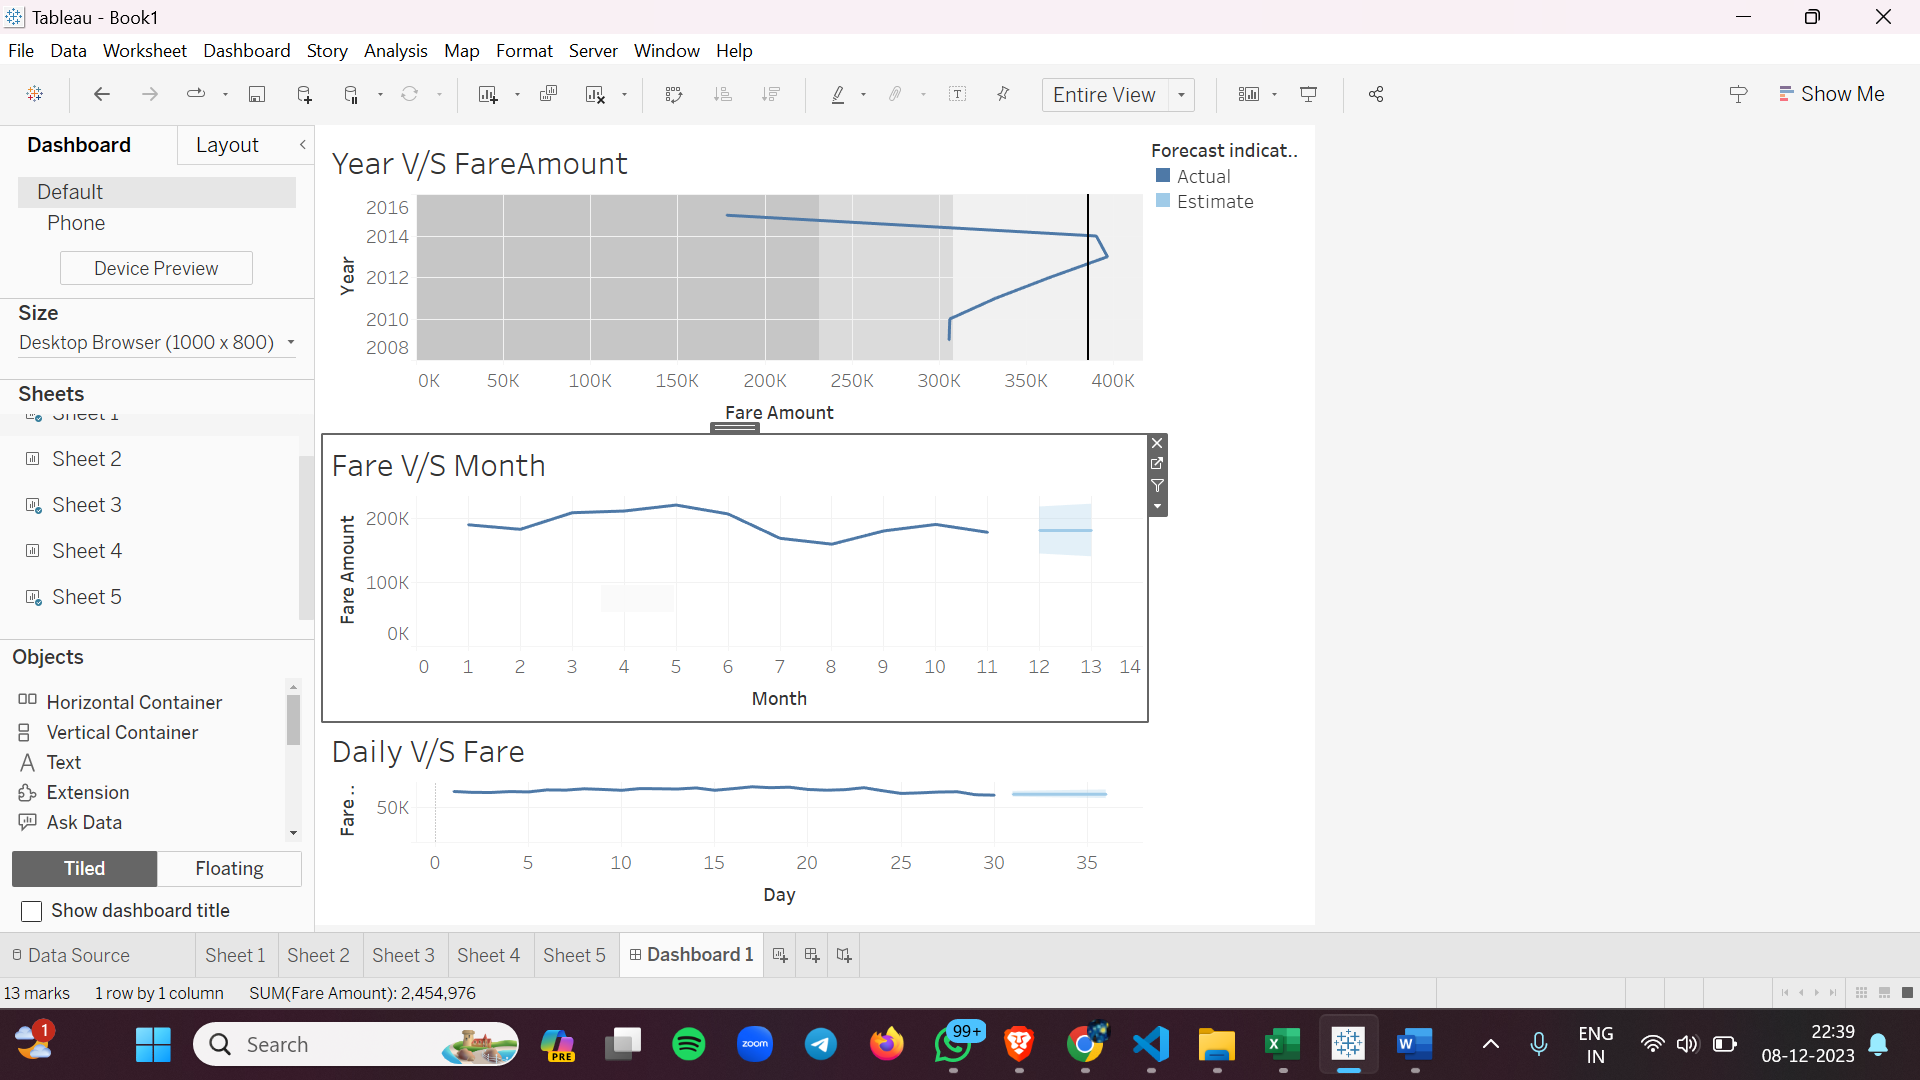 Tableau - Book1
File Data Worksheet Dashboard Story Analysis Map Format Server Window Help
Entire View
Show Me
Dashboard Layout
Default
Phone
Device Preview
Size
Desktop Browser (1000 x 800)
Sheets
Sheet 1
Sheet 2
Sheet 3
Sheet 4
Sheet 5
Objects
Horizontal Container
Vertical Container
Text
Extension
Ask Data
Tiled Floating
Show dashboard title
Year V/S FareAmount
2016
2014
2012
2010
2008
Year
0K 50K 100K 150K 200K 250K 300K 350K 400K
Fare Amount
Forecast indicat..
Actual
Estimate
Fare V/S Month
200K
100K
0K
Fare Amount
0 1 2 3 4 5 6 7 8 9 10 11 12 13 14
Month
Daily V/S Fare
Fare ..
50K
0 5 10 15 20 25 30 35
Day
Data Source Sheet 1 Sheet 2 Sheet 3 Sheet 4 Sheet 5 Dashboard 1
13 marks 1 row by 1 column SUM(Fare Amount): 2,454,976
1
Search
PRE
zoom
99+
ENG
IN
22:39
08-12-2023